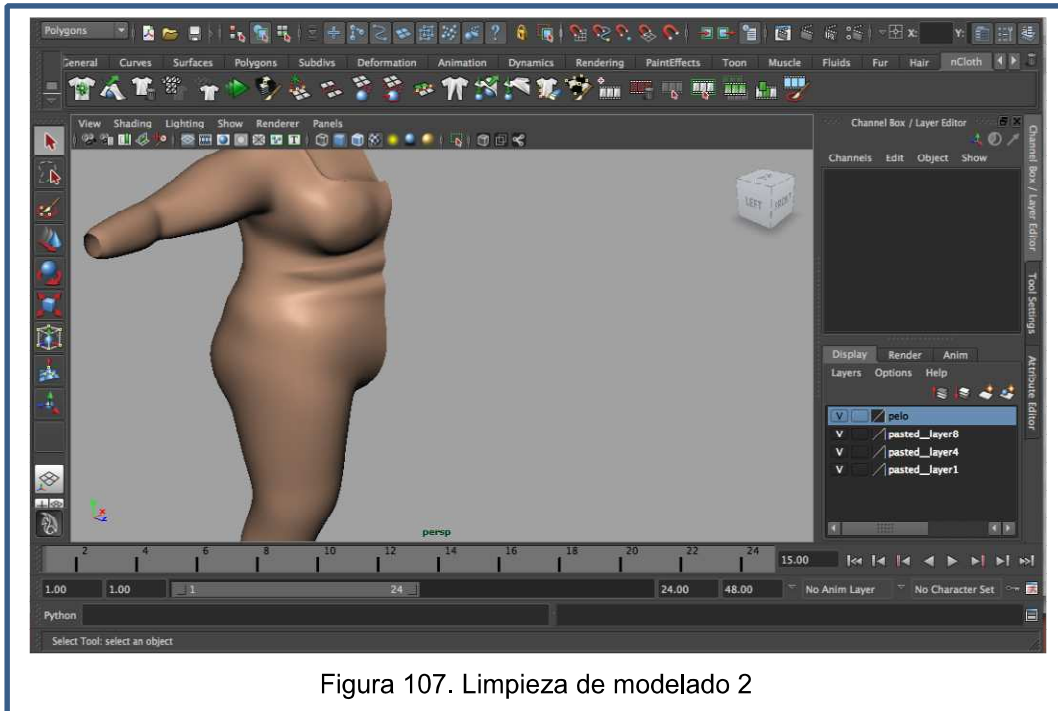 Polygons X: Y:
General Curves Surfaces Polygons Subdivs Deformation Animation Dynamics Rendering PaintEffects Toon Muscle Fluids Fur Hair nCloth
View Shading Lighting Show Renderer Panels
Channel Box / Layer Editor
Channels Edit Object Show
LEFT FRONT
Channel Box / Layer Editor
Tool Settings
Attribute Editor
Display Render Anim
Layers Options Help
V pelo
V pasted__layer8
V pasted__layer4
V pasted__layer1
persp
2 4 6 8 10 12 14 16 18 20 22 24 15.00
1.00 1.00 1 24 24.00 48.00 No Anim Layer No Character Set
Python
Select Tool: select an object
Figura 107. Limpieza de modelado 2